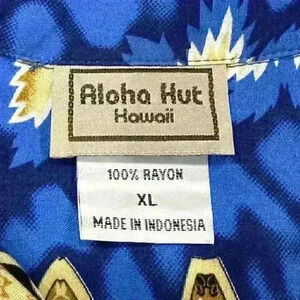 Aloha Hut
Hawaii
100% RAYON
XL
MADE IN INDONESIA